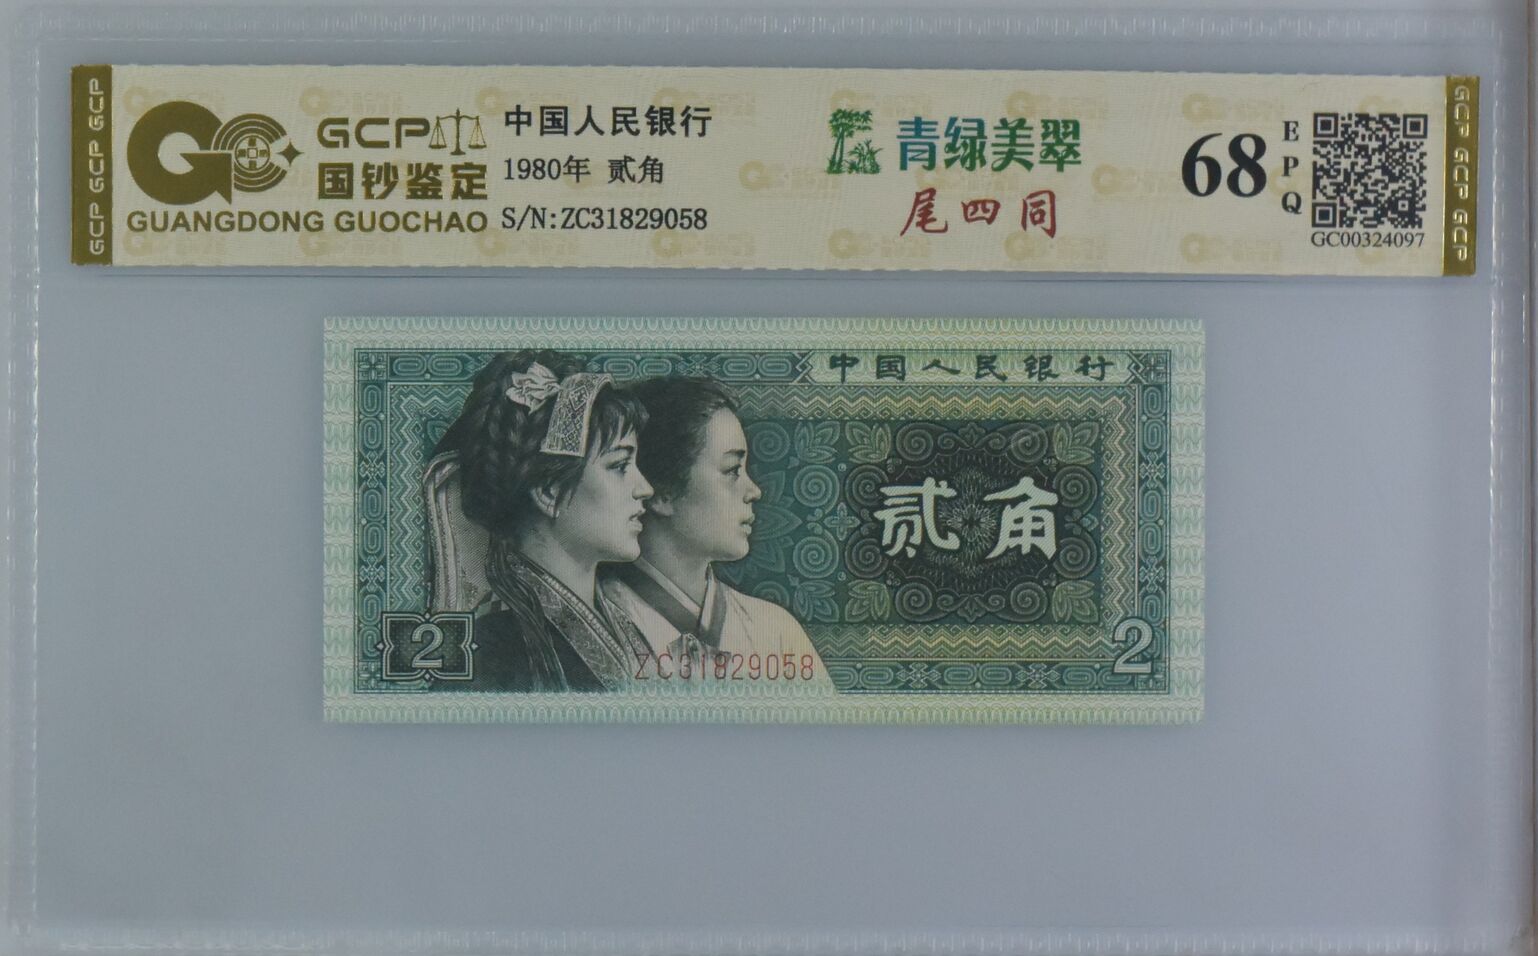 GCP GCP GCP
GCP
国钞鉴定
GUANGDONG GUOCHAO
中国人民银行
1980年 贰角
S/N:ZC31829058
青绿美翠
尾四同
68
EPQ
GC00324097
GCP GCP GCP
中国人民银行
贰角
2
ZC31829058
2